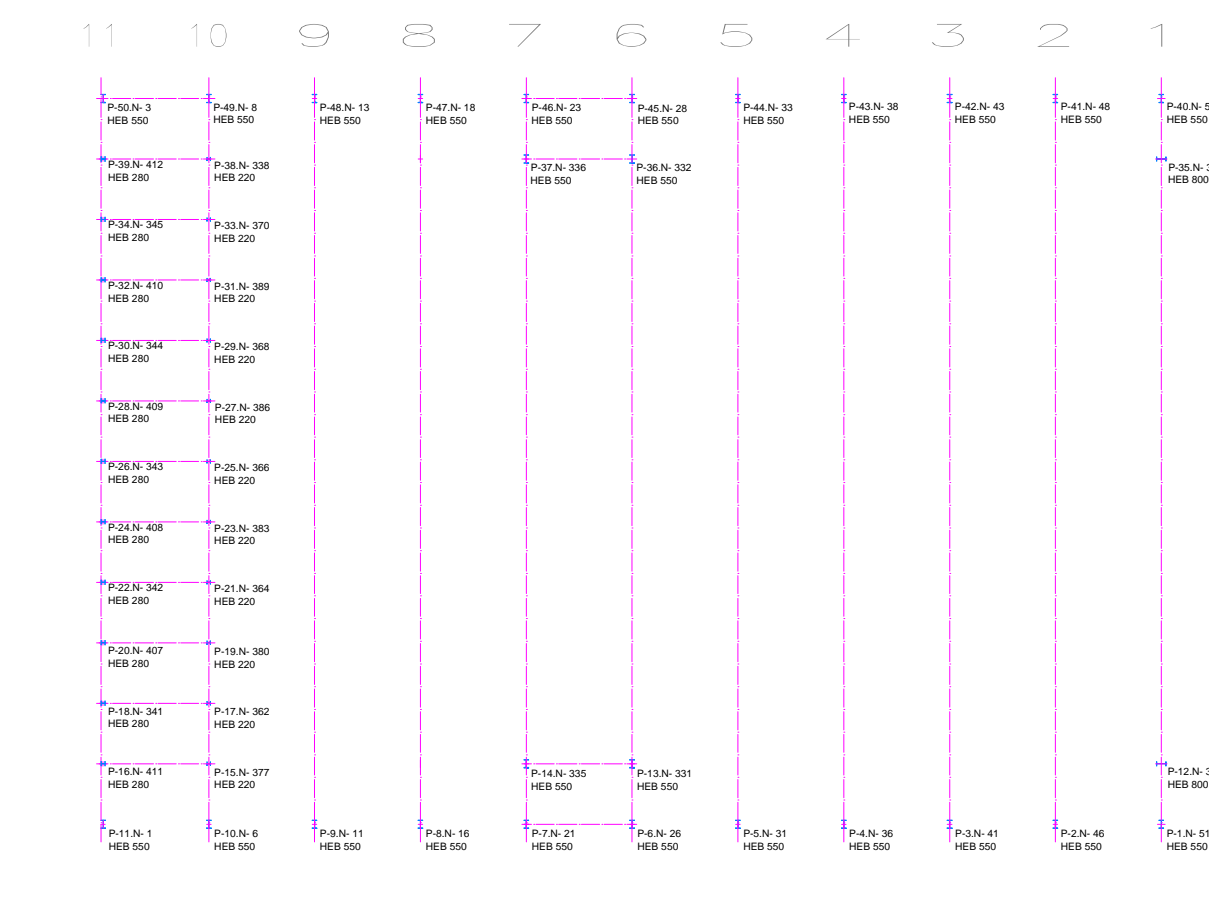 11 10 9 8 7 6 5 4 3 2 1
P-50.N- 3 P-49.N- 8 P-48.N- 13 P-47.N- 18 P-46.N- 23 P-45.N- 28 P-44.N- 33 P-43.N- 38 P-42.N- 43 P-41.N- 48 P-40.N- 5
HEB 550 HEB 550 HEB 550 HEB 550 HEB 550 HEB 550 HEB 550 HEB 550 HEB 550 HEB 550 HEB 550
P-39.N- 412 P-38.N- 338 P-37.N- 336 P-36.N- 332 P-35.N- 3
HEB 280 HEB 220 HEB 550 HEB 550 HEB 800
P-34.N- 345 P-33.N- 370
HEB 280 HEB 220
P-32.N- 410 P-31.N- 389
HEB 280 HEB 220
P-30.N- 344 P-29.N- 368
HEB 280 HEB 220
P-28.N- 409 P-27.N- 386
HEB 280 HEB 220
P-26.N- 343 P-25.N- 366
HEB 280 HEB 220
P-24.N- 408 P-23.N- 383
HEB 280 HEB 220
P-22.N- 342 P-21.N- 364
HEB 280 HEB 220
P-20.N- 407 P-19.N- 380
HEB 280 HEB 220
P-18.N- 341 P-17.N- 362
HEB 280 HEB 220
P-16.N- 411 P-15.N- 377 P-14.N- 335 P-13.N- 331 P-12.N- 3
HEB 280 HEB 220 HEB 550 HEB 550 HEB 800
P-11.N- 1 P-10.N- 6 P-9.N- 11 P-8.N- 16 P-7.N- 21 P-6.N- 26 P-5.N- 31 P-4.N- 36 P-3.N- 41 P-2.N- 46 P-1.N- 51
HEB 550 HEB 550 HEB 550 HEB 550 HEB 550 HEB 550 HEB 550 HEB 550 HEB 550 HEB 550 HEB 550